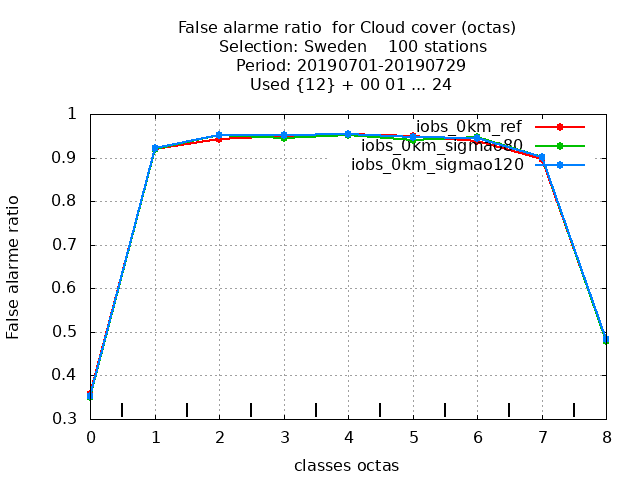 False alarme ratio  for Cloud cover (octas)
Selection: Sweden    100 stations
Period: 20190701-20190729
Used {12} + 00 01 ... 24
iobs_0km_ref
iobs_0km_sigmao80
iobs_0km_sigmao120
1
0.9
0.8
0.7
0.6
0.5
0.4
0.3
False alarme ratio
0 1 2 3 4 5 6 7 8
classes octas